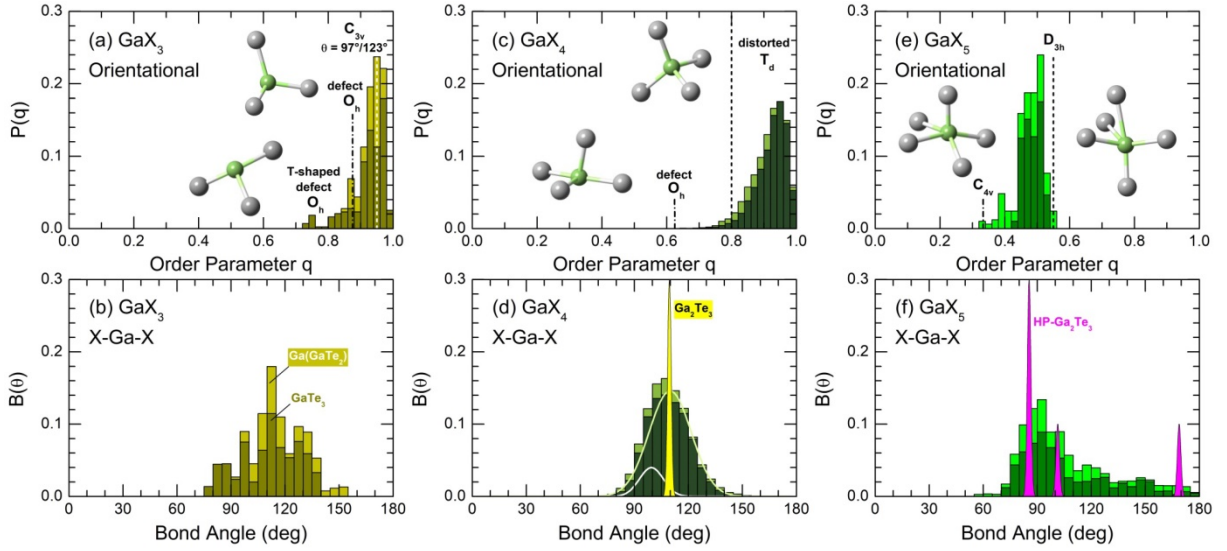 (a) GaX3
Orientational
C3v
θ = 97°/123°
defect
Oh
T-shaped
defect
Oh
P(q)
0.3
0.2
0.1
0.0
0.0 0.2 0.4 0.6 0.8 1.0
Order Parameter q
(c) GaX4
Orientational
distorted
Td
defect
Oh
P(q)
0.3
0.2
0.1
0.0
0.0 0.2 0.4 0.6 0.8 1.0
Order Parameter q
(e) GaX5
Orientational
D3h
C4v
P(q)
0.3
0.2
0.1
0.0
0.0 0.2 0.4 0.6 0.8 1.0
Order Parameter q
(b) GaX3
X-Ga-X
Ga(GaTe2)
GaTe3
B(θ)
0.3
0.2
0.1
0.0
0 30 60 90 120 150 180
Bond Angle (deg)
(d) GaX4
X-Ga-X
Ga2Te3
B(θ)
0.3
0.2
0.1
0.0
0 30 60 90 120 150 180
Bond Angle (deg)
(f) GaX5
X-Ga-X
HP-Ga2Te3
B(θ)
0.3
0.2
0.1
0.0
0 30 60 90 120 150 180
Bond Angle (deg)